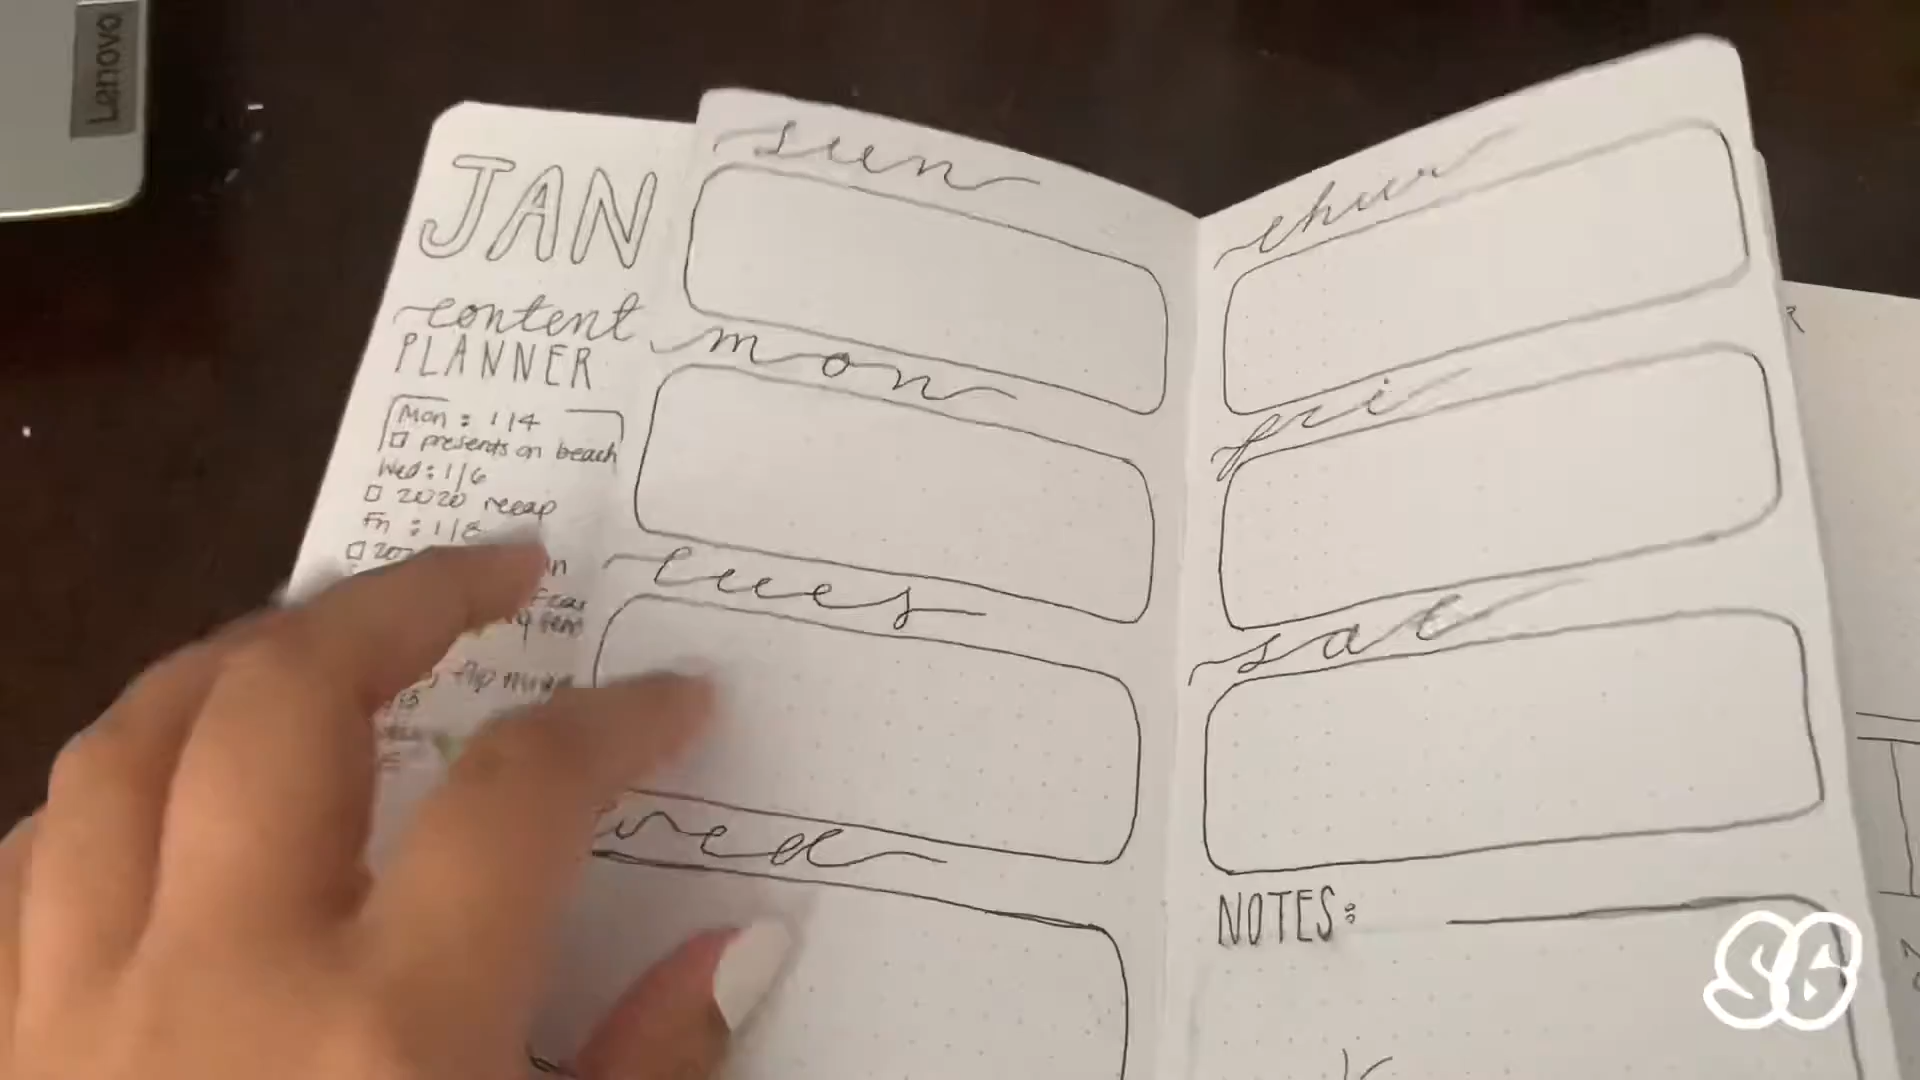 Lenovo
JAN
content
PLANNER
Mon : 1/4
presents on beach
Wed : 1/6
2020 recap
Fri : 1/8
sun
mon
tues
wed
thur
fri
sat
NOTES:
SG